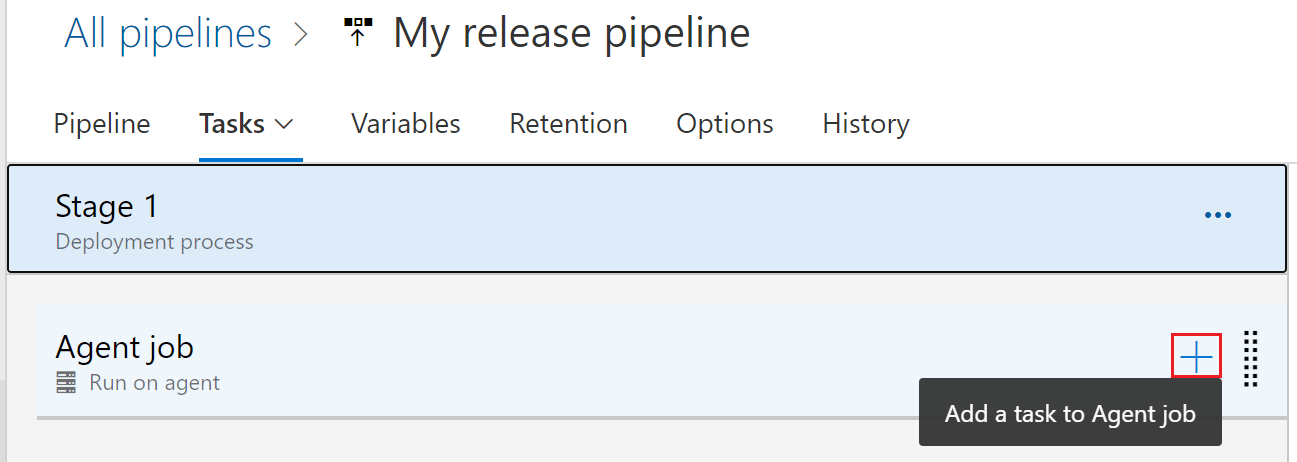 All pipelines > My release pipeline
Pipeline Tasks Variables Retention Options History
Stage 1
Deployment process
Agent job
Run on agent
Add a task to Agent job